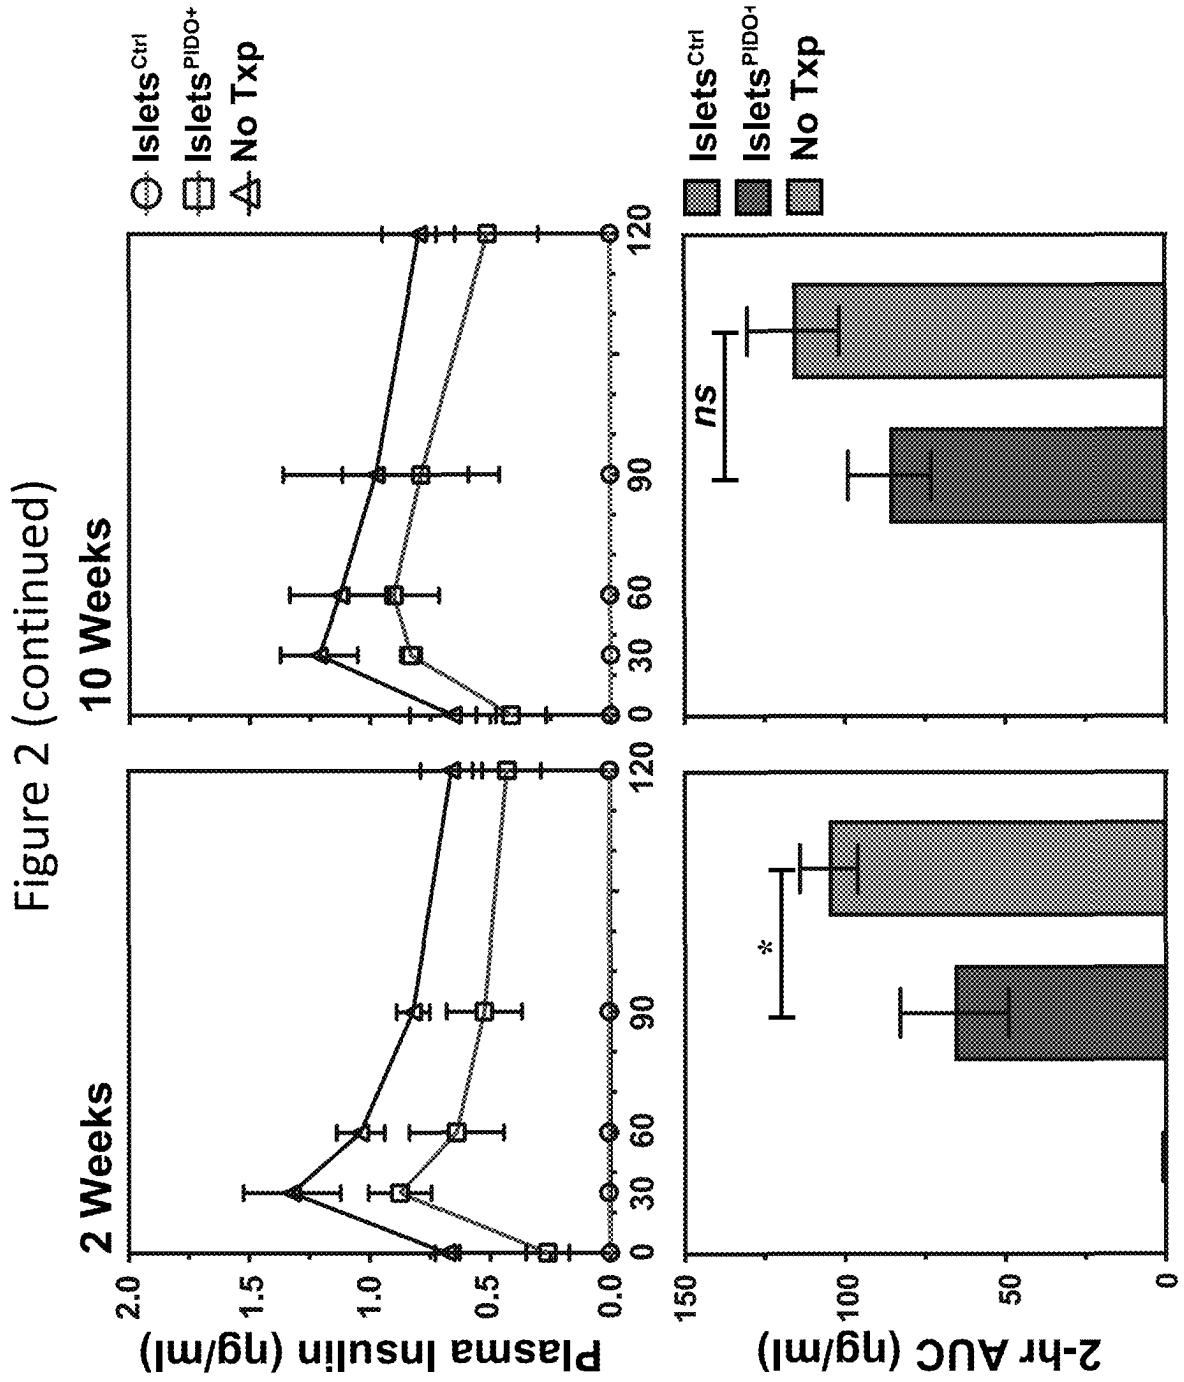 Figure 2 (continued)
2 Weeks
10 Weeks
Plasma Insulin (ng/ml)
2.0
1.5
1.0
0.5
0.0
0 30 60 90 120
0 30 60 90 120
Islets^Ctrl
Islets^PIDO+
No Txp
2-hr AUC (ng/ml)
150
100
50
0
*
ns
Islets^Ctrl
Islets^PIDO+
No Txp